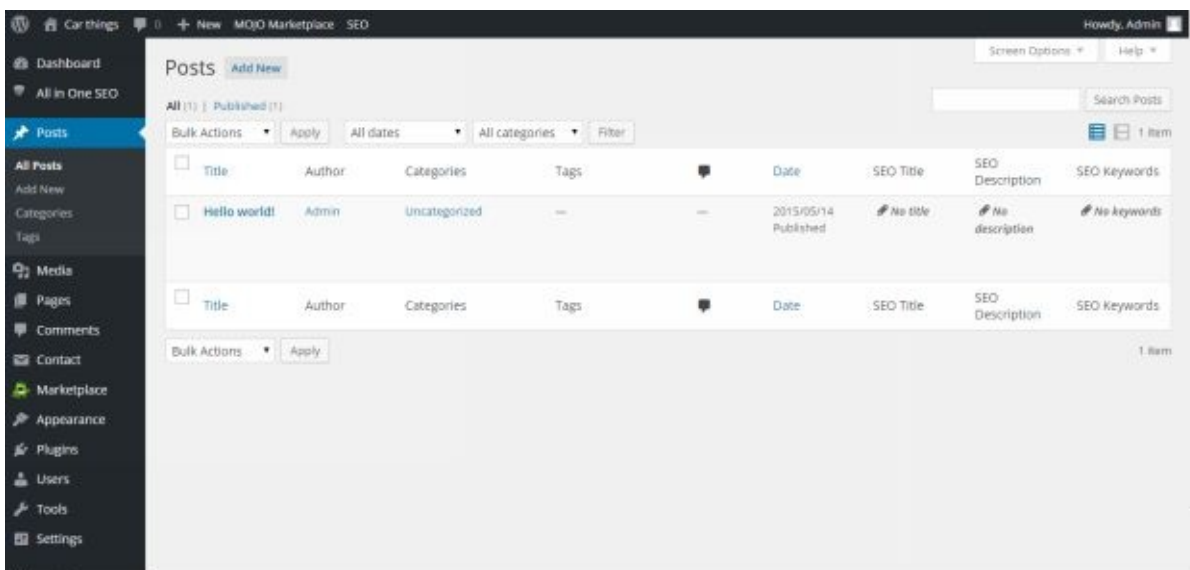 Car things 0 + New MOJO Marketplace SEO Howdy, Admin
Dashboard
All in One SEO
Posts
All Posts
Add New
Categories
Tags
Media
Pages
Comments
Contact
Marketplace
Appearance
Plugins
Users
Tools
Settings
Screen Options Help
Posts Add New
All (1) | Published (1)
Search Posts
Bulk Actions Apply All dates All categories Filter 1 item
Title Author Categories Tags Date SEO Title SEO Description SEO Keywords
Hello world! Admin Uncategorized — — 2015/05/14 Published No title No description No keywords
Title Author Categories Tags Date SEO Title SEO Description SEO Keywords
Bulk Actions Apply 1 item